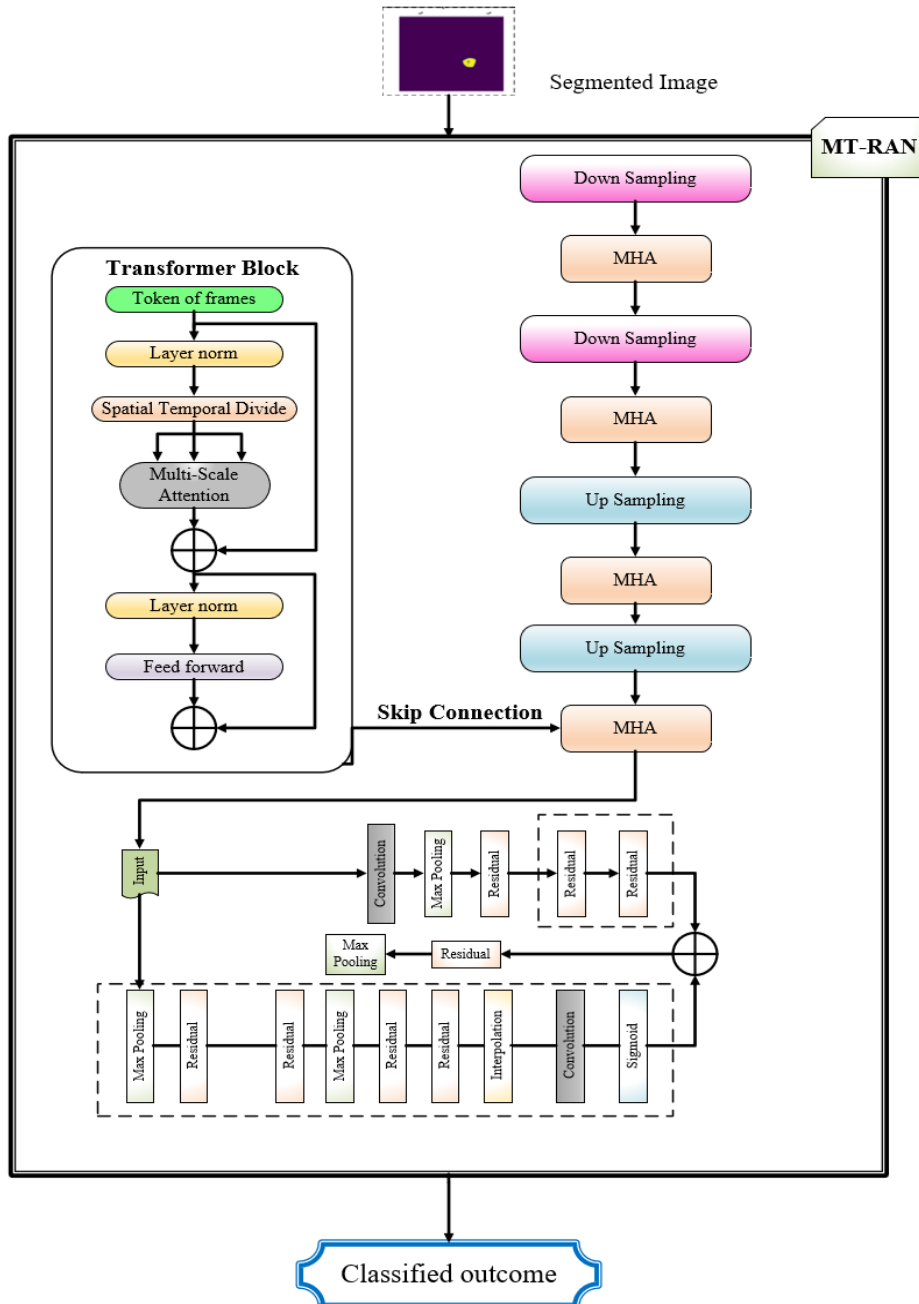 Segmented Image
MT-RAN
Down Sampling
MHA
Down Sampling
MHA
Up Sampling
MHA
Up Sampling
MHA
Transformer Block
Token of frames
Layer norm
Spatial Temporal Divide
Multi-Scale
Attention
Layer norm
Feed forward
Skip Connection
Input
Convolution
Max Pooling
Residual
Residual
Residual
Max
Pooling
Residual
Max Pooling
Residual
Residual
Max Pooling
Residual
Residual
Interpolation
Convolution
Sigmoid
Classified outcome